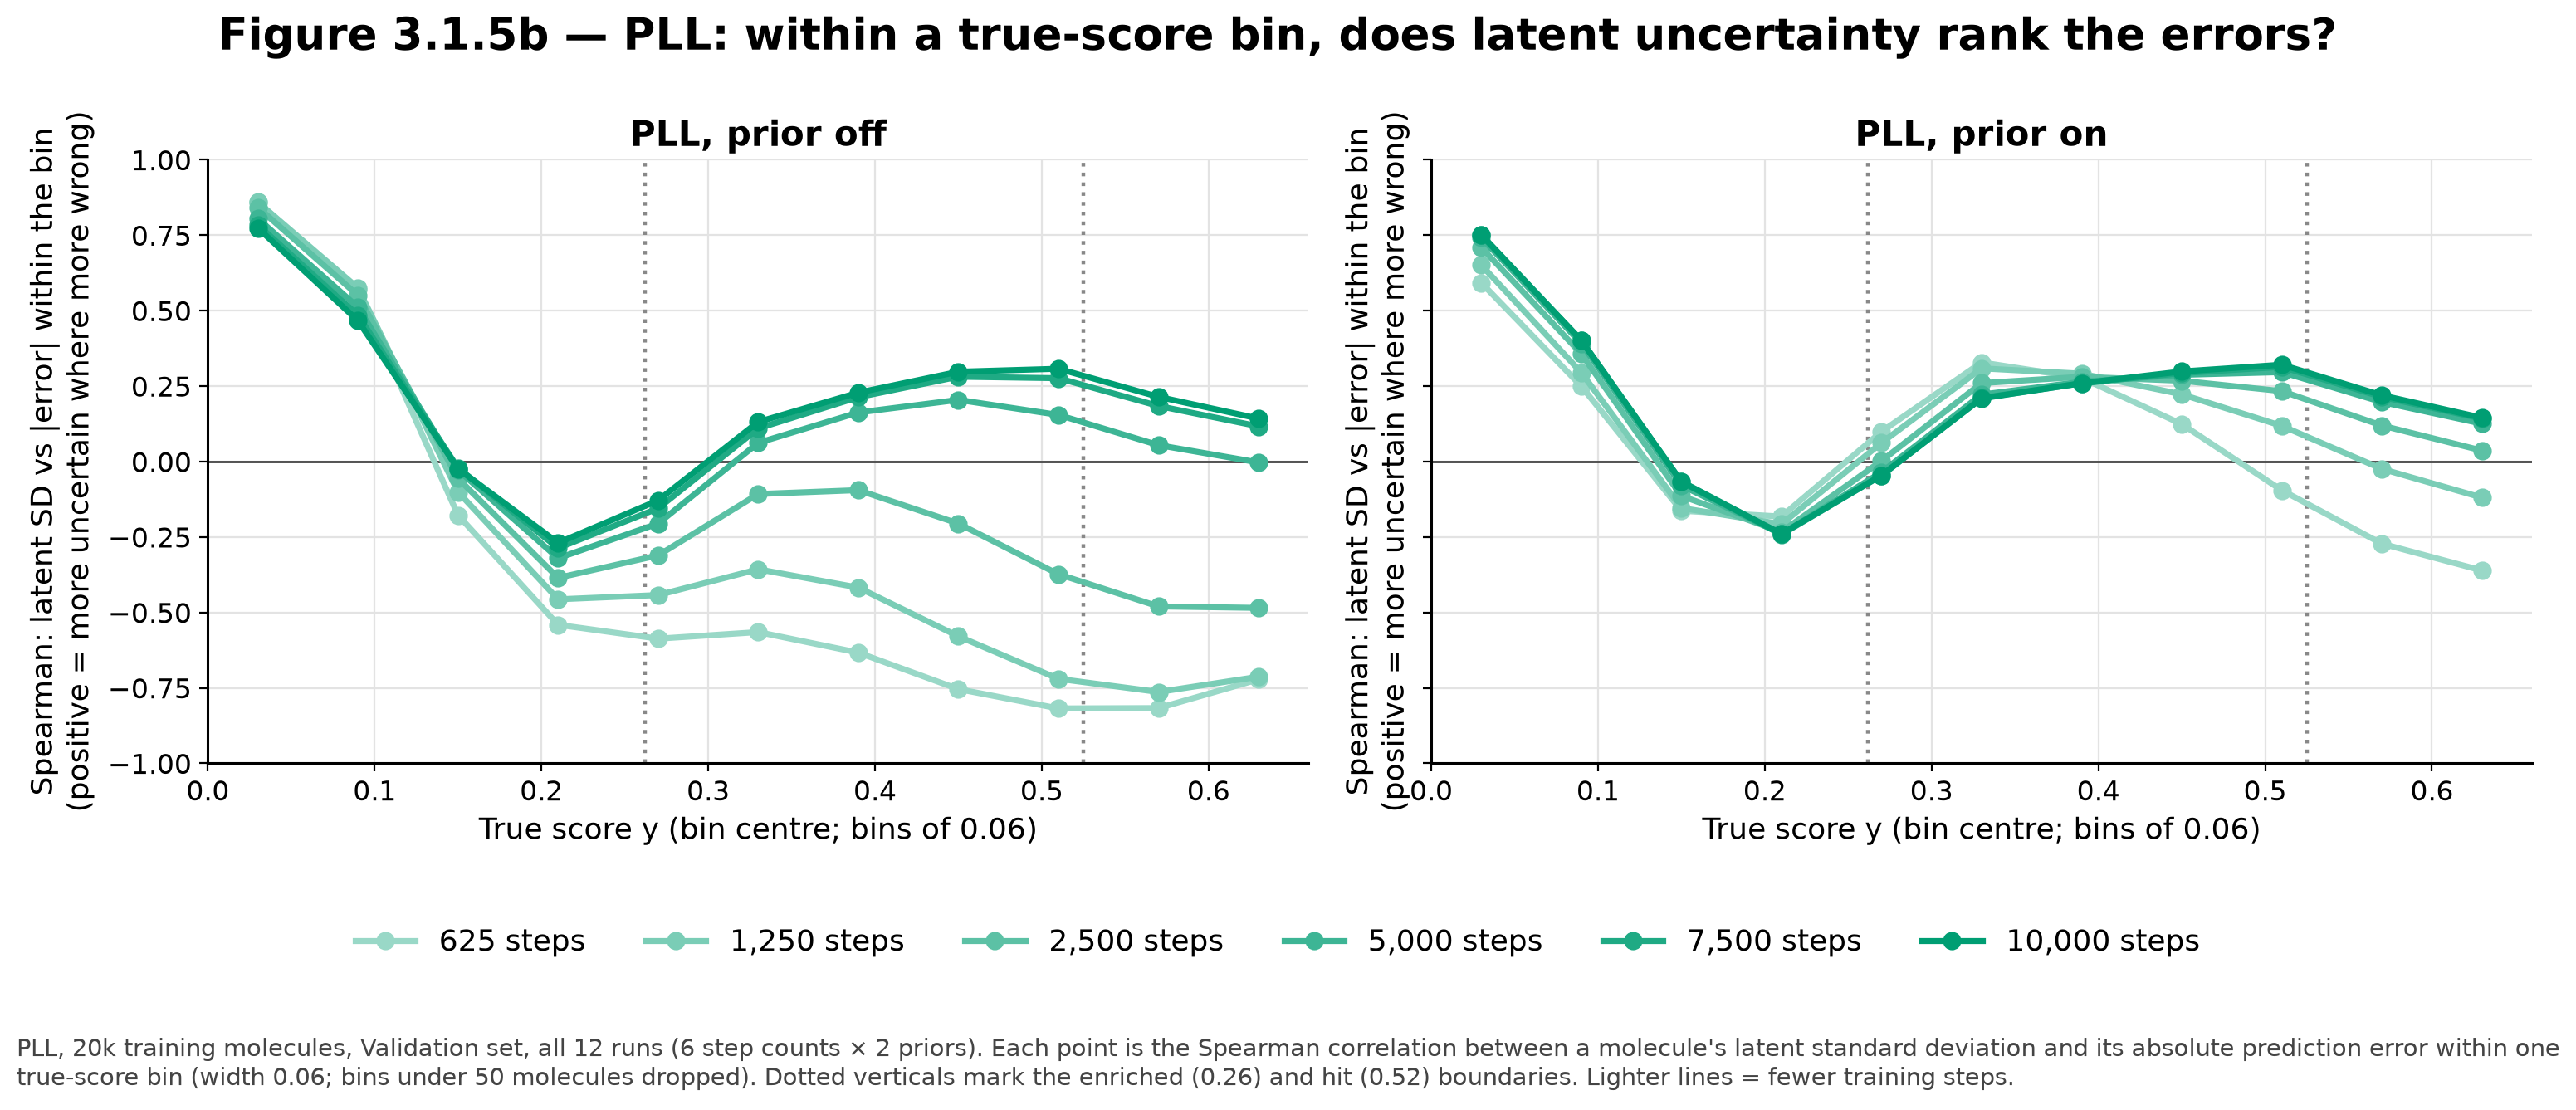 Figure 3.1.5b — PLL: within a true-score bin, does latent uncertainty rank the errors?
PLL, prior off
Spearman: latent SD vs |error| within the bin
(positive = more uncertain where more wrong)
1.00
0.75
0.50
0.25
0.00
−0.25
−0.50
−0.75
−1.00
0.0 0.1 0.2 0.3 0.4 0.5 0.6
True score y (bin centre; bins of 0.06)
PLL, prior on
Spearman: latent SD vs |error| within the bin
(positive = more uncertain where more wrong)
0.0 0.1 0.2 0.3 0.4 0.5 0.6
True score y (bin centre; bins of 0.06)
625 steps 1,250 steps 2,500 steps 5,000 steps 7,500 steps 10,000 steps
PLL, 20k training molecules, Validation set, all 12 runs (6 step counts × 2 priors). Each point is the Spearman correlation between a molecule's latent standard deviation and its absolute prediction error within one
true-score bin (width 0.06; bins under 50 molecules dropped). Dotted verticals mark the enriched (0.26) and hit (0.52) boundaries. Lighter lines = fewer training steps.